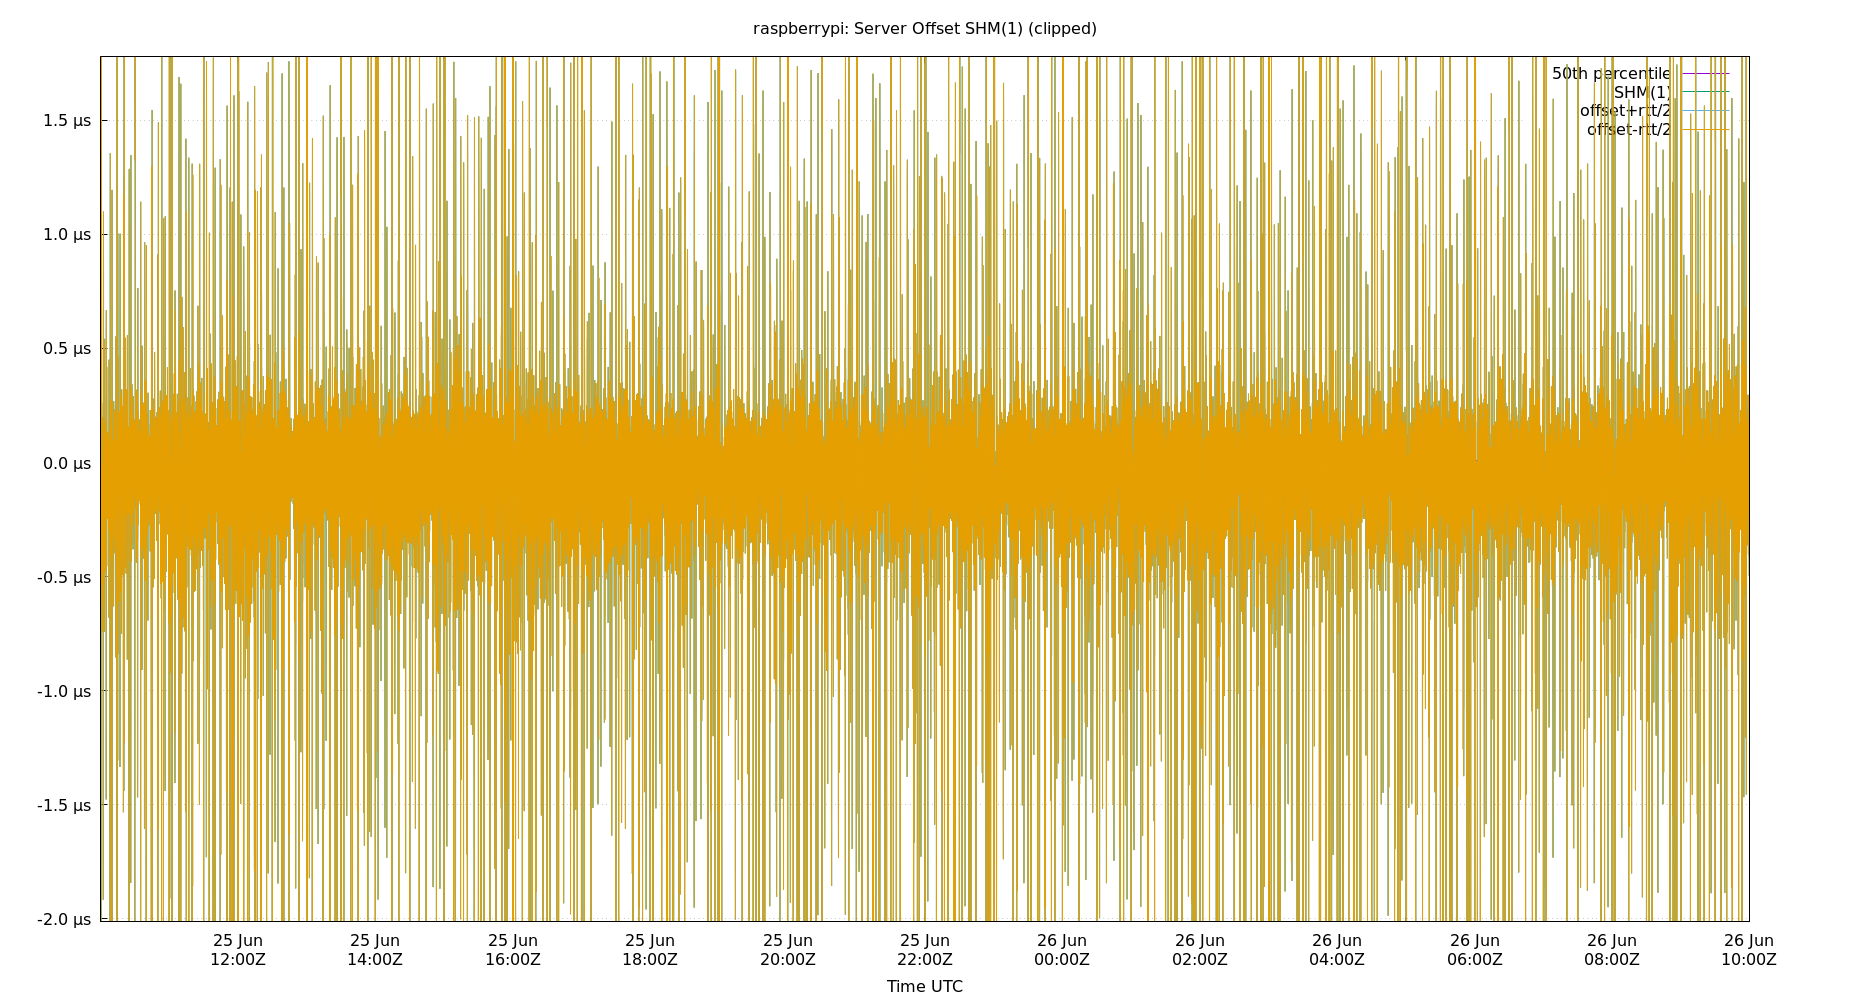 raspberrypi: Server Offset SHM(1) (clipped)
50th percentile
SHM(1)
offset+rtt/2
offset-rtt/2
1.5 µs
1.0 µs
0.5 µs
0.0 µs
-0.5 µs
-1.0 µs
-1.5 µs
-2.0 µs
25 Jun 25 Jun 25 Jun 25 Jun 25 Jun 25 Jun 26 Jun 26 Jun 26 Jun 26 Jun 26 Jun 26 Jun
12:00Z 14:00Z 16:00Z 18:00Z 20:00Z 22:00Z 00:00Z 02:00Z 04:00Z 06:00Z 08:00Z 10:00Z
Time UTC